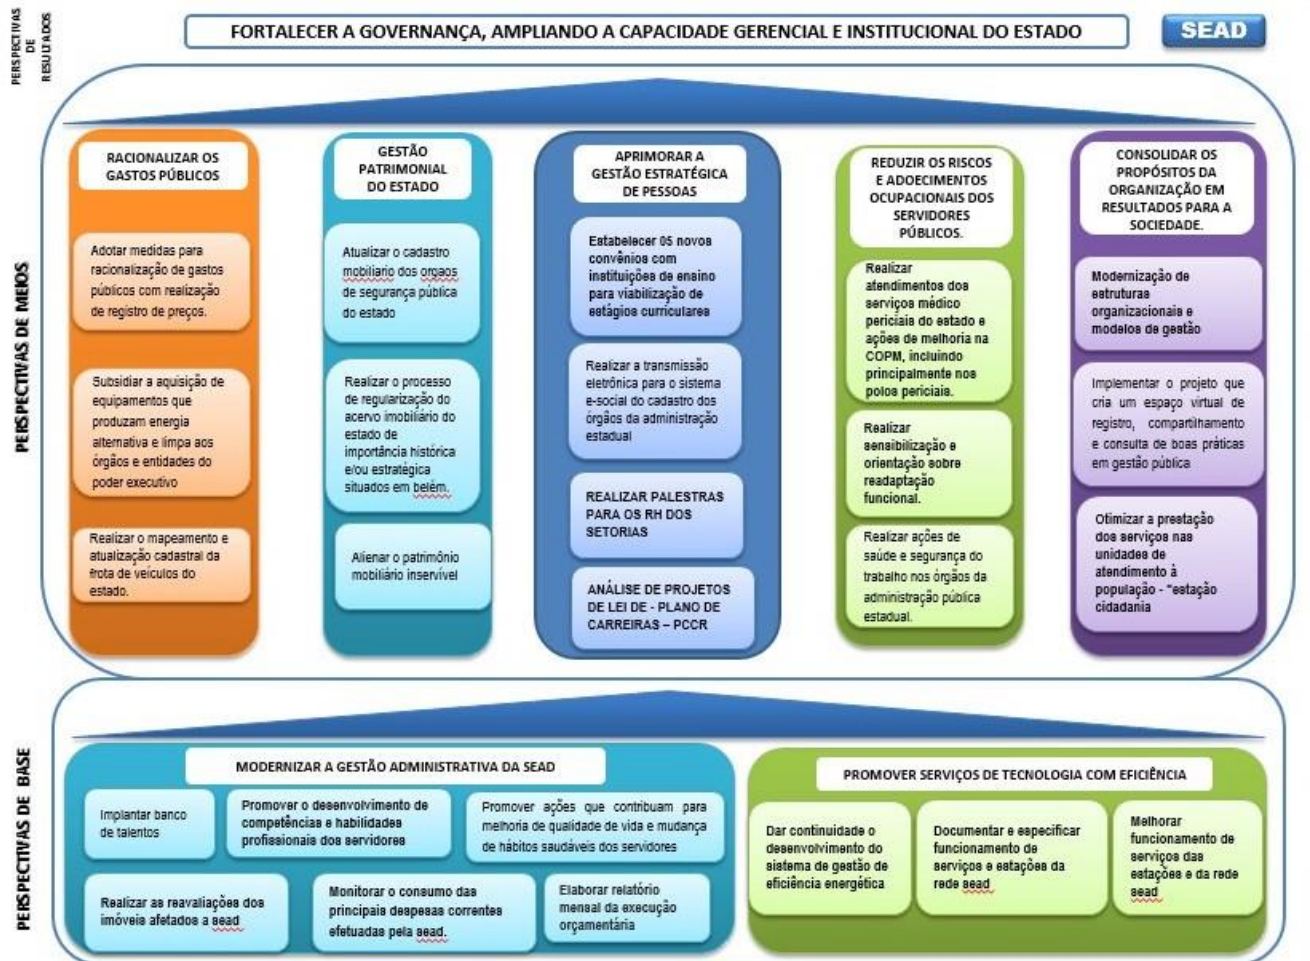 PERSPECTIVAS
DE
RESULTADOS
FORTALECER A GOVERNANÇA, AMPLIANDO A CAPACIDADE GERENCIAL E INSTITUCIONAL DO ESTADO
SEAD
PERSPECTIVAS DE MEIOS
RACIONALIZAR OS
GASTOS PÚBLICOS
Adotar medidas para
racionalização de gastos
públicos com realização
de registro de preços.
Subsidiar a aquisição de
equipamentos que
produzam energia
alternativa e limpa aos
órgãos e entidades do
poder executivo
Realizar o mapeamento e
atualização cadastral da
frota de veículos do
estado.
GESTÃO
PATRIMONIAL
DO ESTADO
Atualizar o cadastro
mobiliario dos orgaos
de segurança pública
do estado
Realizar o processo
de regularização do
acervo imobiliário do
estado de
importância histórica
e/ou estratégica
situados em belém.
Alienar o patrimônio
mobiliário inservível
APRIMORAR A
GESTÃO ESTRATÉGICA
DE PESSOAS
Estabelecer 05 novos
convênios com
instituições de ensino
para viabilização de
estágios curriculares
Realizar a transmissão
eletrônica para o sistema
e-social do cadastro dos
órgãos da administração
estadual
REALIZAR PALESTRAS
PARA OS RH DOS
SETORIAS
ANÁLISE DE PROJETOS
DE LEI DE - PLANO DE
CARREIRAS – PCCR
REDUZIR OS RISCOS
E ADOECIMENTOS
OCUPACIONAIS DOS
SERVIDORES
PÚBLICOS.
Realizar
atendimentos dos
serviços médico
periciais do estado e
ações de melhoria na
COPM, incluindo
principalmente nos
polos periciais.
Realizar
sensibilização e
orientação sobre
readaptação
funcional.
Realizar ações de
saúde e segurança do
trabalho nos órgãos da
administração pública
estadual.
CONSOLIDAR OS
PROPÓSITOS DA
ORGANIZAÇÃO EM
RESULTADOS PARA A
SOCIEDADE.
Modernização de
estruturas
organizacionais e
modelos de gestão
Implementar o projeto que
cria um espaço virtual de
registro, compartilhamento
e consulta de boas práticas
em gestão pública
Otimizar a prestação
dos serviços nas
unidades de
atendimento à
população - "estação
cidadania
PERSPECTIVAS DE BASE
MODERNIZAR A GESTÃO ADMINISTRATIVA DA SEAD
Implantar banco
de talentos
Promover o desenvolvimento de
competências e habilidades
profissionais dos servidores
Promover ações que contribuam para
melhoria de qualidade de vida e mudança
de hábitos saudáveis dos servidores
Realizar as reavaliações dos
imóveis afetados a sead
Monitorar o consumo das
principais despesas correntes
efetuadas pela sead.
Elaborar relatório
mensal da execução
orçamentária
PROMOVER SERVIÇOS DE TECNOLOGIA COM EFICIÊNCIA
Dar continuidade o
desenvolvimento do
sistema de gestão de
eficiência energética
Documentar e especificar
funcionamento de
serviços e estações da
rede sead
Melhorar
funcionamento de
serviços das
estações e da rede
sead